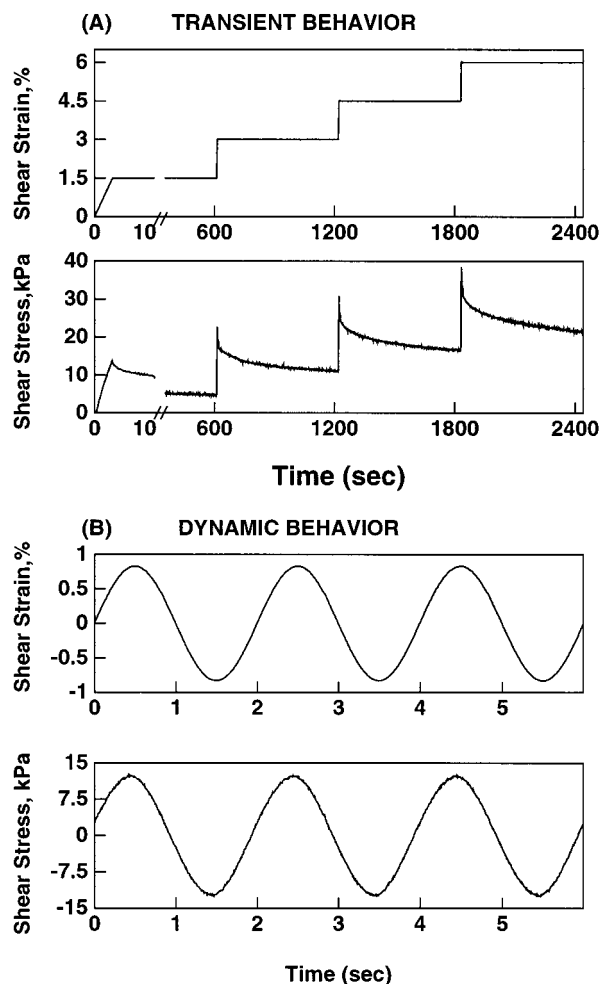 (A) TRANSIENT BEHAVIOR
Shear Strain,%
6
4.5
3
1.5
0
0 10 600 1200 1800 2400
Shear Stress,kPa
40
30
20
10
0
0 10 600 1200 1800 2400
Time (sec)
(B) DYNAMIC BEHAVIOR
Shear Strain,%
1
0.5
0
-0.5
-1
0 1 2 3 4 5
Shear Stress, kPa
15
7.5
0
-7.5
-15
0 1 2 3 4 5
Time (sec)